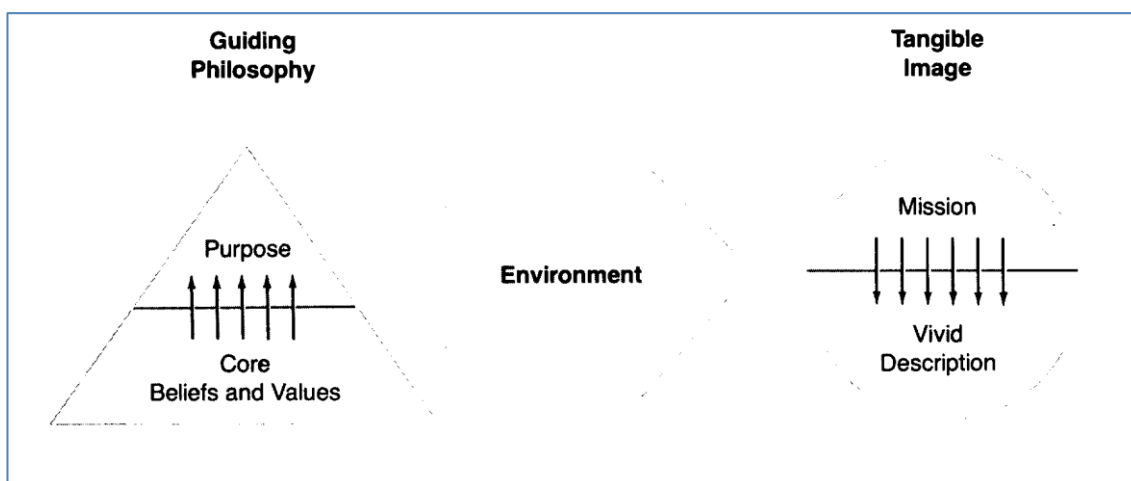 Guiding
Philosophy
Purpose
Core
Beliefs and Values
Environment
Tangible
Image
Mission
Vivid
Description